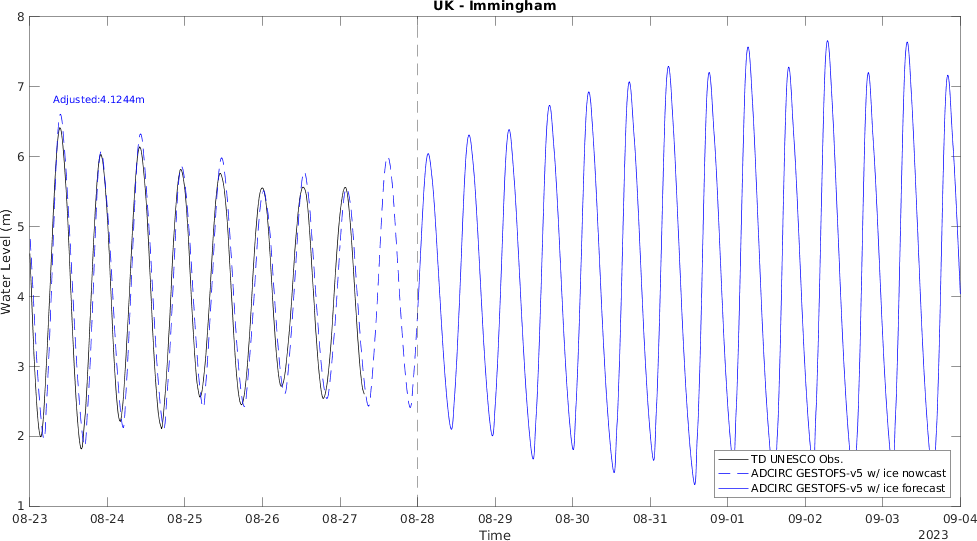 UK - Immingham
8
7
6
5
4
3
2
1
Water Level (m)
Adjusted:4.1244m
TD UNESCO Obs.
ADCIRC GESTOFS-v5 w/ ice nowcast
ADCIRC GESTOFS-v5 w/ ice forecast
08-23 08-24 08-25 08-26 08-27 08-28 08-29 08-30 08-31 09-01 09-02 09-03 09-04
Time
2023